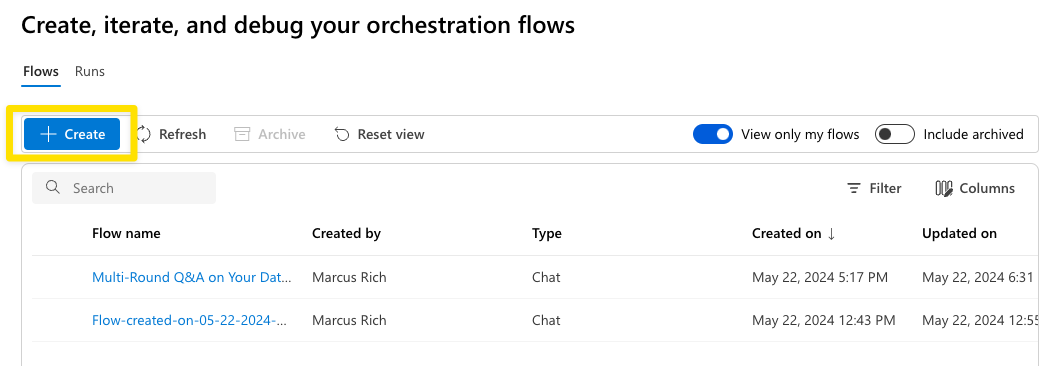 Create, iterate, and debug your orchestration flows
Flows Runs
Create Refresh Archive Reset view View only my flows Include archived
Search Filter Columns
Flow name Created by Type Created on ↓ Updated on
Multi-Round Q&A on Your Dat... Marcus Rich Chat May 22, 2024 5:17 PM May 22, 2024 6:31
Flow-created-on-05-22-2024-... Marcus Rich Chat May 22, 2024 12:43 PM May 22, 2024 12:55